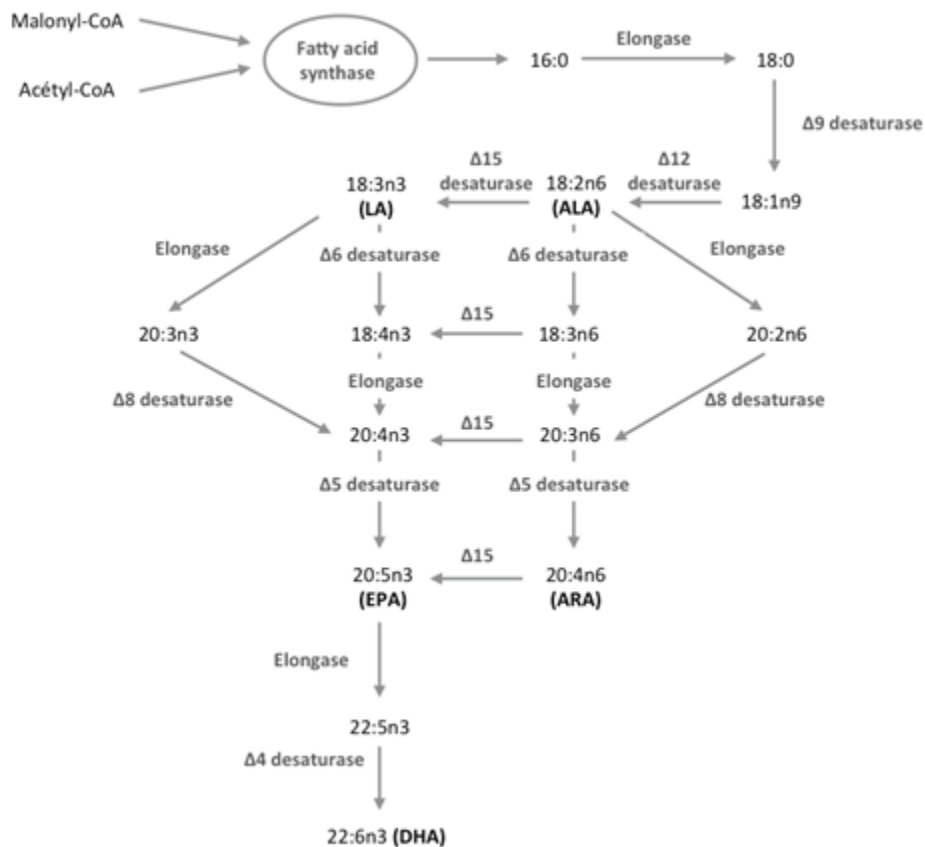 Malonyl-CoA
Acétyl-CoA
Fatty acid
synthase
16:0
Elongase
18:0
Δ9 desaturase
18:1n9
Δ12
desaturase
18:2n6
(ALA)
Δ15
desaturase
18:3n3
(LA)
Elongase
Δ6 desaturase
Δ6 desaturase
Elongase
20:3n3
18:4n3
Δ15
18:3n6
20:2n6
Δ8 desaturase
Elongase
Elongase
Δ8 desaturase
20:4n3
Δ15
20:3n6
Δ5 desaturase
Δ5 desaturase
20:5n3
(EPA)
Δ15
20:4n6
(ARA)
Elongase
22:5n3
Δ4 desaturase
22:6n3 (DHA)